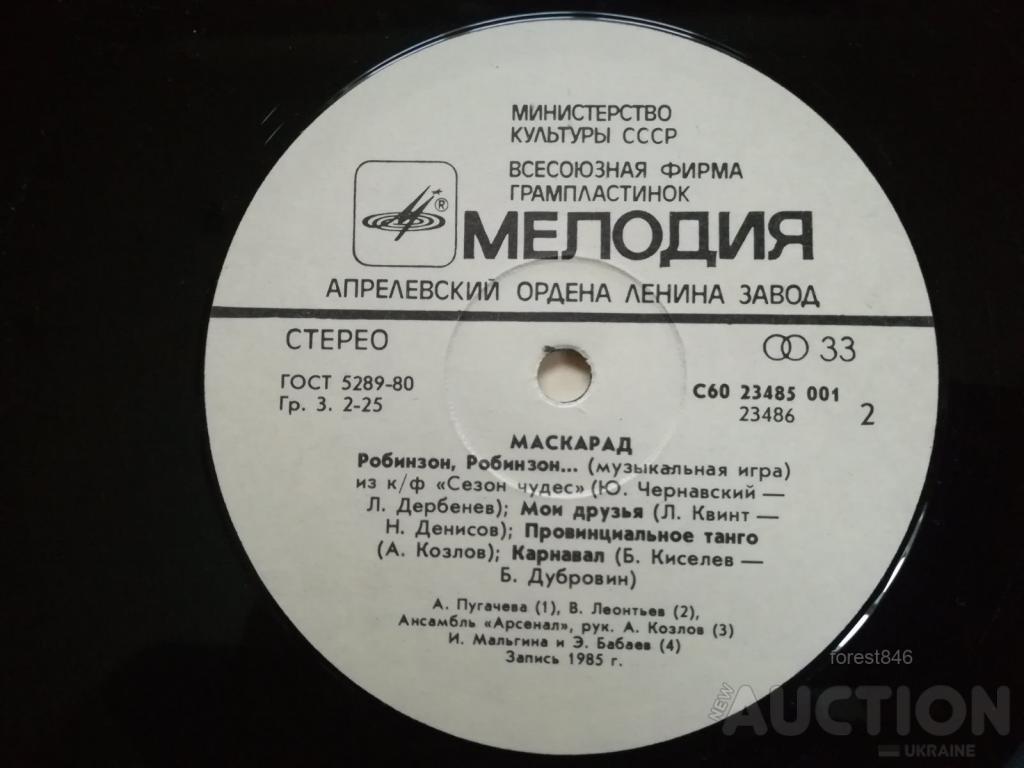 МИНИСТЕРСТВО
КУЛЬТУРЫ СССР
ВСЕСОЮЗНАЯ ФИРМА
ГРАМПЛАСТИНОК
®
МЕЛОДИЯ
АПРЕЛЕВСКИЙ ОРДЕНА ЛЕНИНА ЗАВОД
СТЕРЕО
33
ГОСТ 5289-80
Гр. 3. 2-25
С60 23485 001
23486
2
МАСКАРАД
Робинзон, Робинзон... (музыкальная игра)
из к/ф «Сезон чудес» (Ю. Чернавский —
Л. Дербенев); Мои друзья (Л. Квинт —
Н. Денисов); Провинциальное танго
(А. Козлов); Карнавал (Б. Киселев —
Б. Дубровин)
А. Пугачева (1), В. Леонтьев (2),
Ансамбль «Арсенал», рук. А. Козлов (3)
И. Мальгина и Э. Бабаев (4)
Запись 1985 г.
forest846
NEW AUCTION
UKRAINE